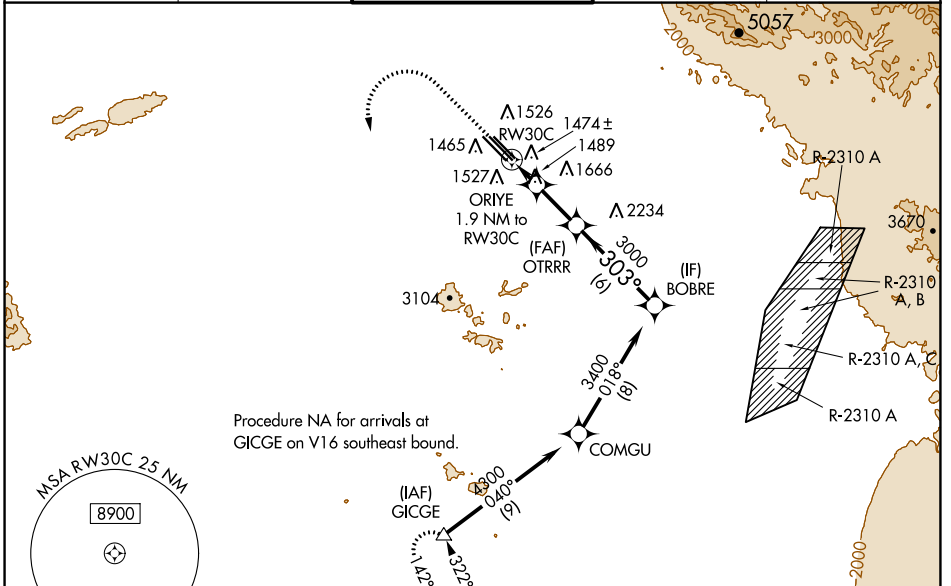 5057
2000
3000
3000
1526
RW30C
1474±
1465
1489
1527
1666
R-2310 A
ORIYE
1.9 NM to
RW30C
2234
3670
(FAF)
OTRRR
3000
303°
(6)
(IF)
BOBRE
R-2310
A, B
3104
R-2310 A, C
3400
018°
(8)
R-2310 A
Procedure NA for arrivals at
GICGE on V16 southeast bound.
COMGU
MSA RW30C 25 NM
8900
4300
040°
(9)
(IAF)
GICGE
142°
322°
2000